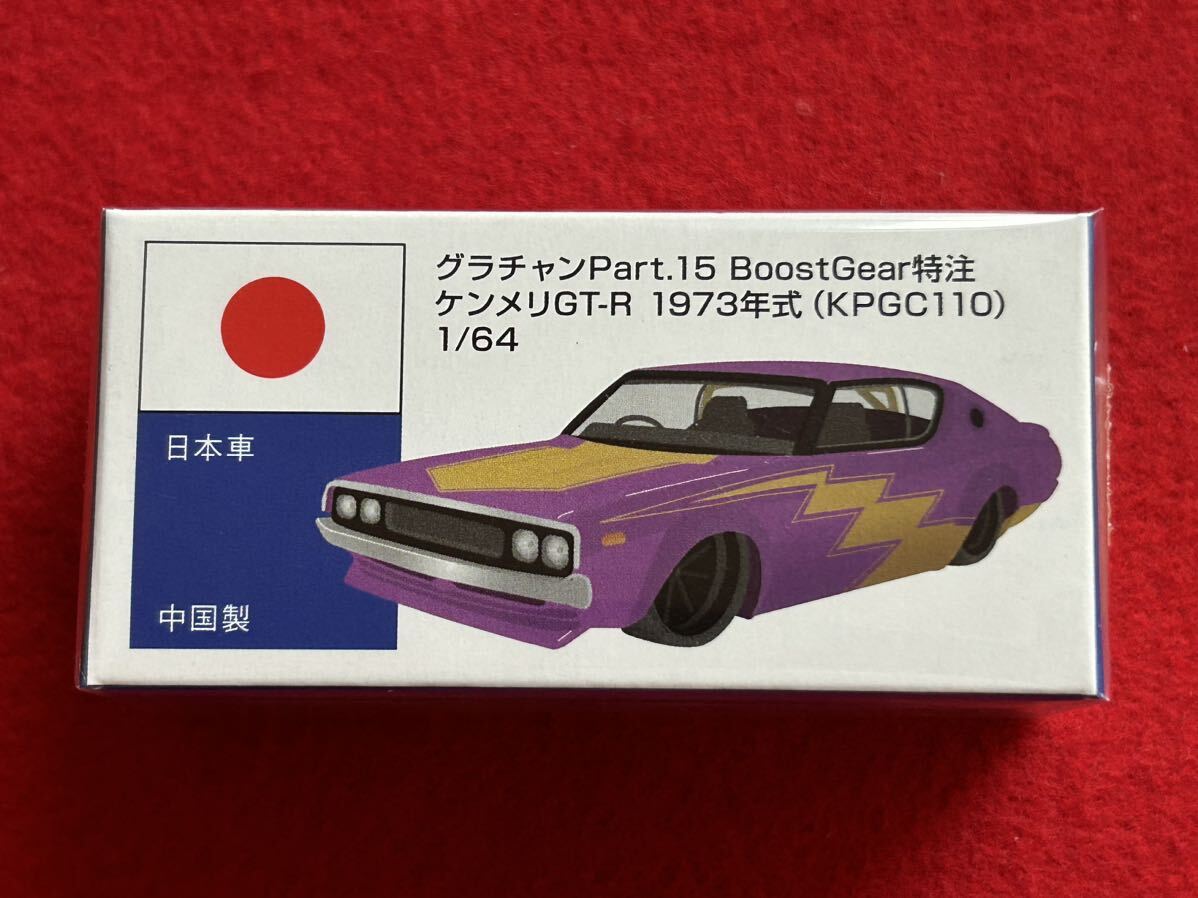 グラチャンPart.15 BoostGear特注
ケンメリGT-R 1973年式(KPGC110)
1/64
日本車
中国製